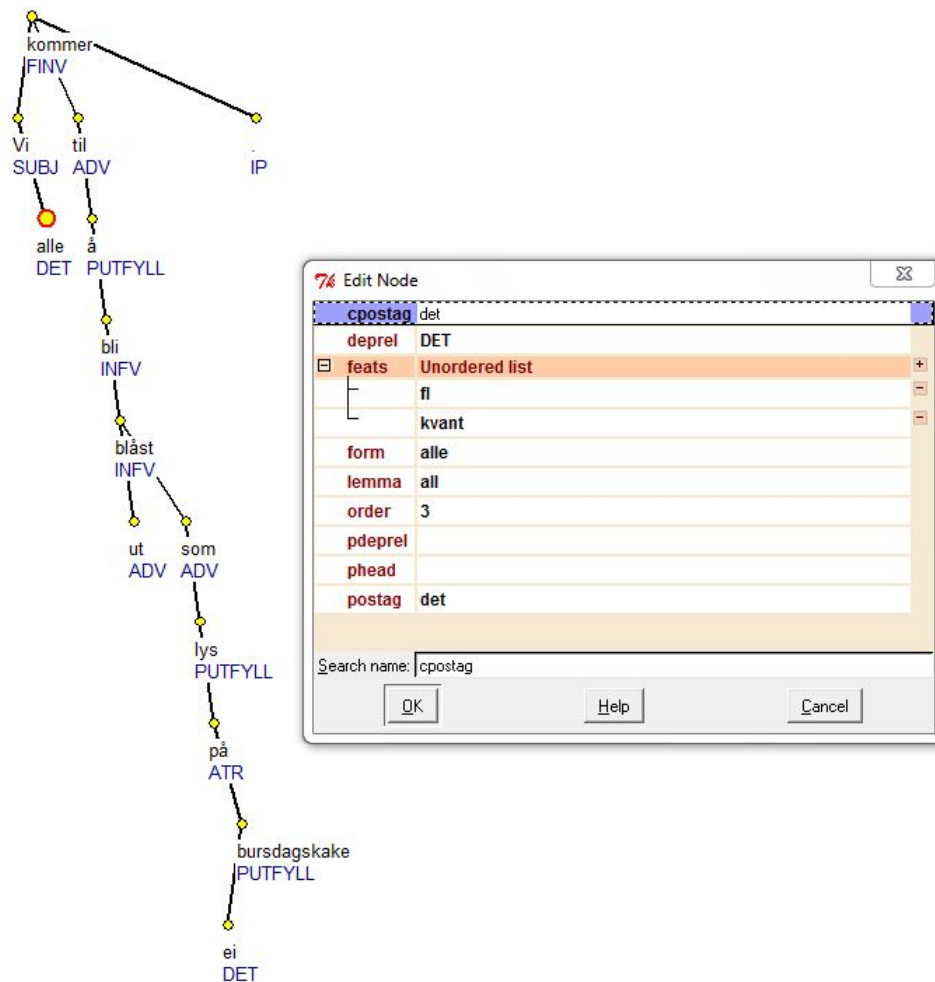 kommer
FINV
Vi
SUBJ
til
ADV
.
IP
alle
DET
å
PUTFYLL
bli
INFV
blåst
INFV
ut
ADV
som
ADV
lys
PUTFYLL
på
ATR
bursdagskake
PUTFYLL
ei
DET
Edit Node
cpostag det
deprel DET
feats Unordered list
fl
kvant
form alle
lemma all
order 3
pdeprel
phead
postag det
Search name: cpostag
OK Help Cancel